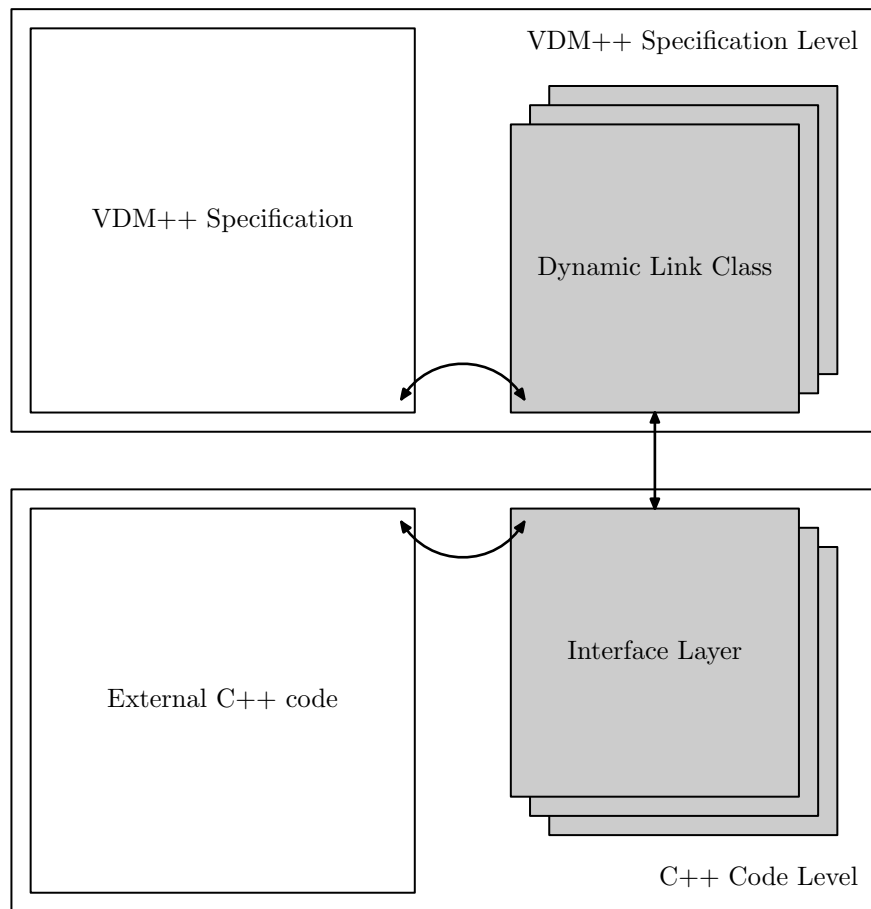 VDM++ Specification Level
VDM++ Specification
Dynamic Link Class
Interface Layer
External C++ code
C++ Code Level